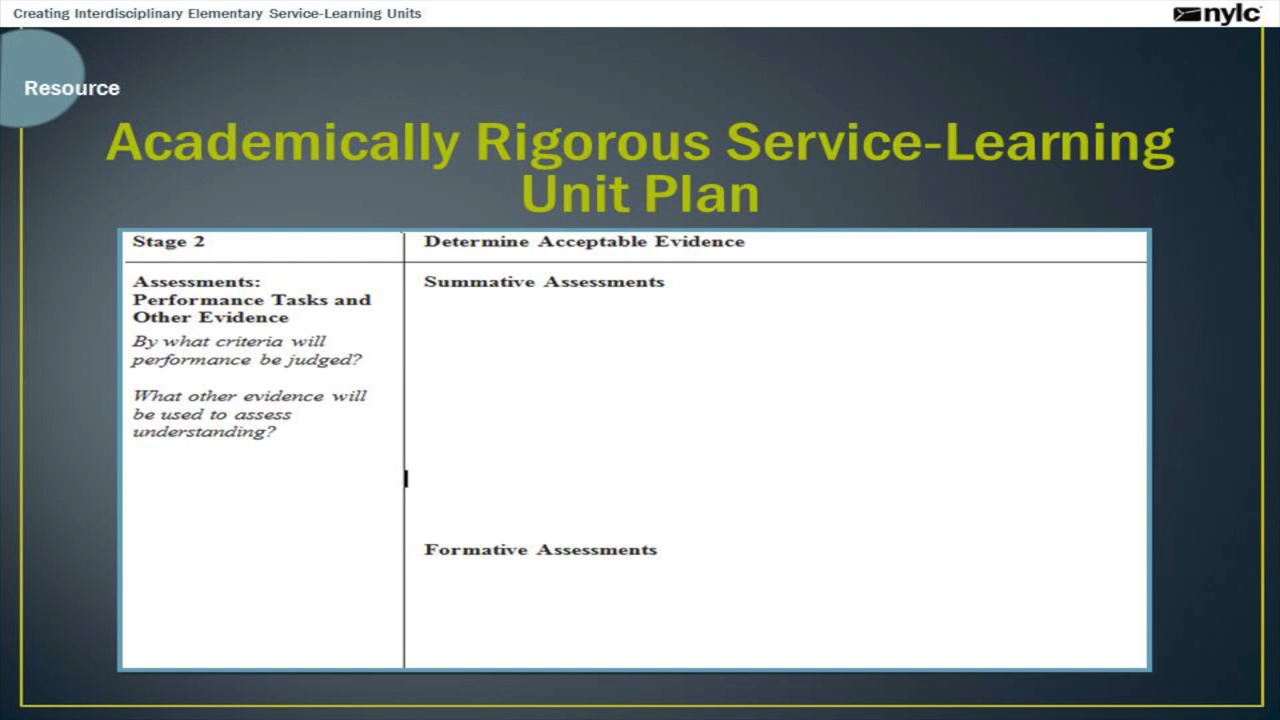 Creating Interdisciplinary Elementary Service-Learning Units
nylc
Resource
Academically Rigorous Service-Learning
Unit Plan
Stage 2
Determine Acceptable Evidence
Assessments:
Performance Tasks and
Other Evidence
By what criteria will
performance be judged?
What other evidence will
be used to assess
understanding?
Summative Assessments
Formative Assessments